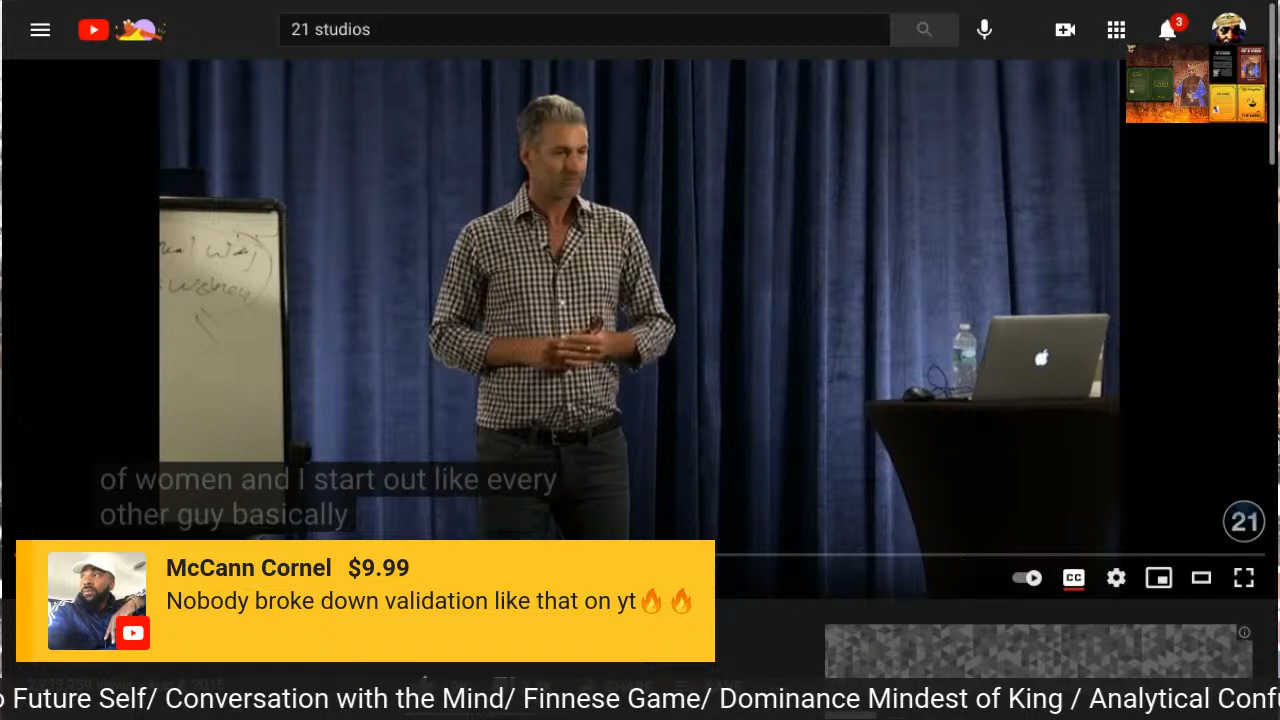 21 studios
3
of women and I start out like every
other guy basically
21
CC
McCann Cornel $9.99
Nobody broke down validation like that on yt🔥🔥
Future Self/ Conversation with the Mind/ Finnese Game/ Dominance Mindest of King / Analytical